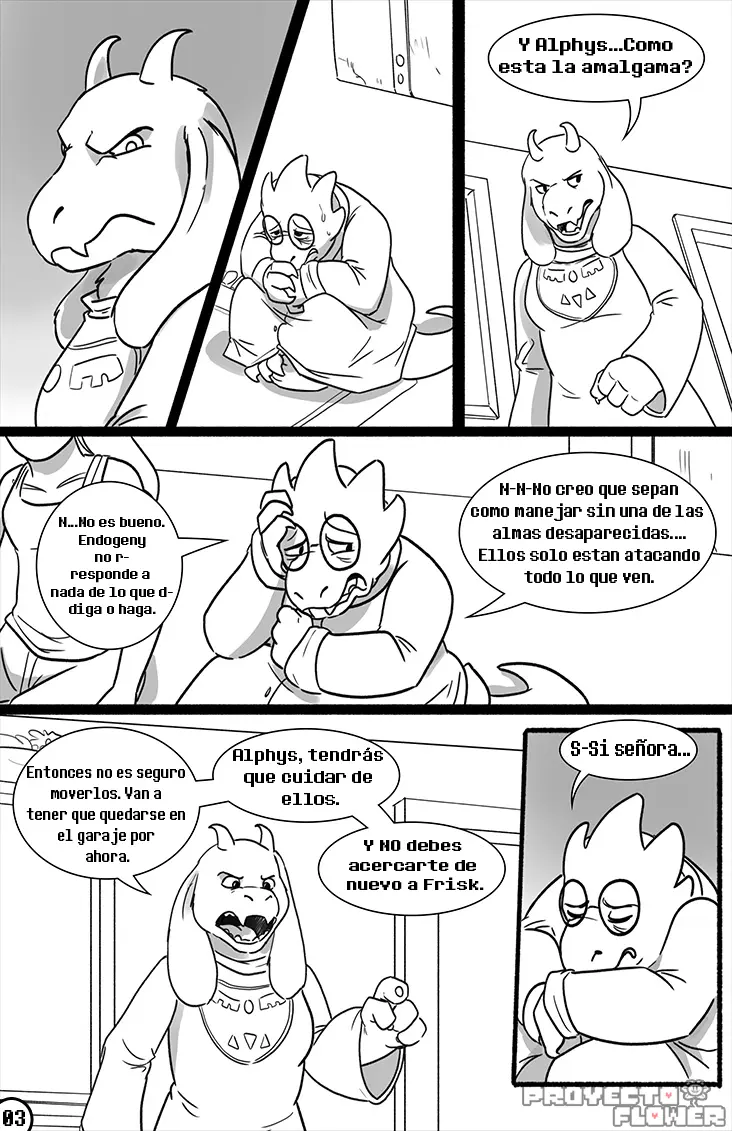 Y Alphys...Como
esta la amalgama?
N...No es bueno.
Endogeny
no r-
responde a
nada de lo que d-
diga o haga.
N-N-No creo que sepan
como manejar sin una de las
almas desaparecidas....
Ellos solo estan atacando
todo lo que ven.
Entonces no es seguro
moverlos. Van a
tener que quedarse en
el garaje por
ahora.
Alphys, tendrás
que cuidar de
ellos.
Y NO debes
acercarte de
nuevo a Frisk.
S-Si señora...
03
PROYECTO
FLOWER